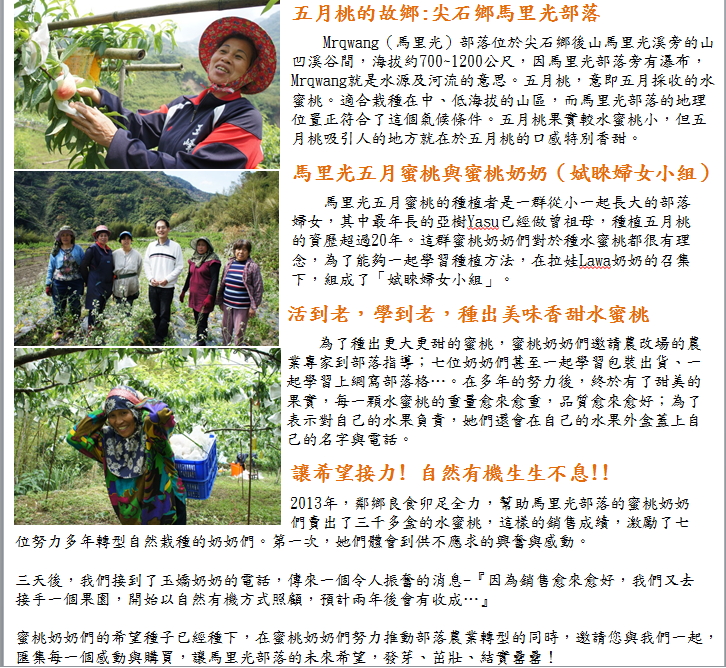 五月桃的故鄉:尖石鄉馬里光部落
Mrqwang（馬里光）部落位於尖石鄉後山馬里光溪旁的山
凹溪谷間，海拔約700~1200公尺，因馬里光部落旁有瀑布，
Mrqwang就是水源及河流的意思。五月桃，意即五月採收的水
蜜桃。適合栽種在中、低海拔的山區，而馬里光部落的地理
位置正符合了這個氣候條件。五月桃果實較水蜜桃小，但五
月桃吸引人的地方就在於五月桃的口感特別香甜。
馬里光五月蜜桃與蜜桃奶奶（斌睞婦女小組）
馬里光五月蜜桃的種植者是一群從小一起長大的部落
婦女，其中最年長的亞樹Yasu已經做曾祖母，種植五月桃
的資歷超過20年。這群蜜桃奶奶們對於種水蜜桃都很有理
念，為了能夠一起學習種植方法，在拉娃Lawa奶奶的召集
下，組成了「斌睞婦女小組」。
活到老，學到老，種出美味香甜水蜜桃
為了種出更大更甜的蜜桃，蜜桃奶奶們邀請農改場的農
業專家到部落指導；七位奶奶們甚至一起學習包裝出貨、一
起學習上網寫部落格…。在多年的努力後，終於有了甜美的
果實，每一顆水蜜桃的重量愈來愈重，品質愈來愈好；為了
表示對自己的水果負責，她們還會在自己的水果外盒蓋上自
己的名字與電話。
讓希望接力! 自然有機生生不息!!
2013年，鄰鄉良食卯足全力，幫助馬里光部落的蜜桃奶奶
們賣出了三千多盒的水蜜桃，這樣的銷售成績，激勵了七
位努力多年轉型自然栽種的奶奶們。第一次，她們體會到供不應求的興奮與感動。
三天後，我們接到了玉嬌奶奶的電話，傳來一個令人振奮的消息-『因為銷售愈來愈好，我們又去
接手一個果園，開始以自然有機方式照顧，預計兩年後會有收成…』
蜜桃奶奶們的希望種子已經種下，在蜜桃奶奶們努力推動部落農業轉型的同時，邀請您與我們一起，
匯集每一個感動與購買，讓馬里光部落的未來希望，發芽、茁壯、結實纍纍！